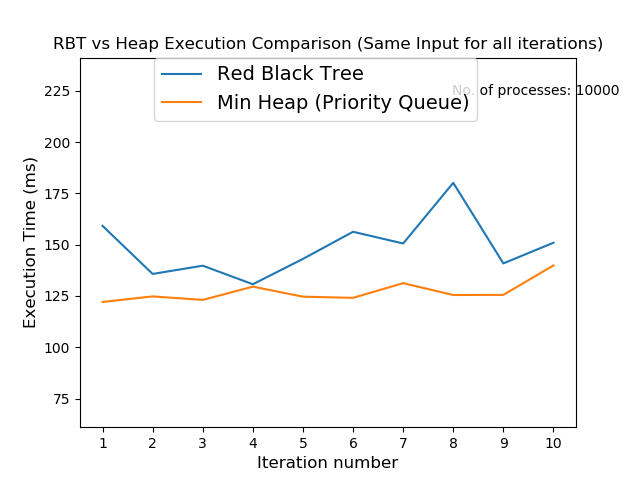 RBT vs Heap Execution Comparison (Same Input for all iterations)
Red Black Tree
Min Heap (Priority Queue)
No. of processes: 10000
Execution Time (ms)
225
200
175
150
125
100
75
1 2 3 4 5 6 7 8 9 10
Iteration number